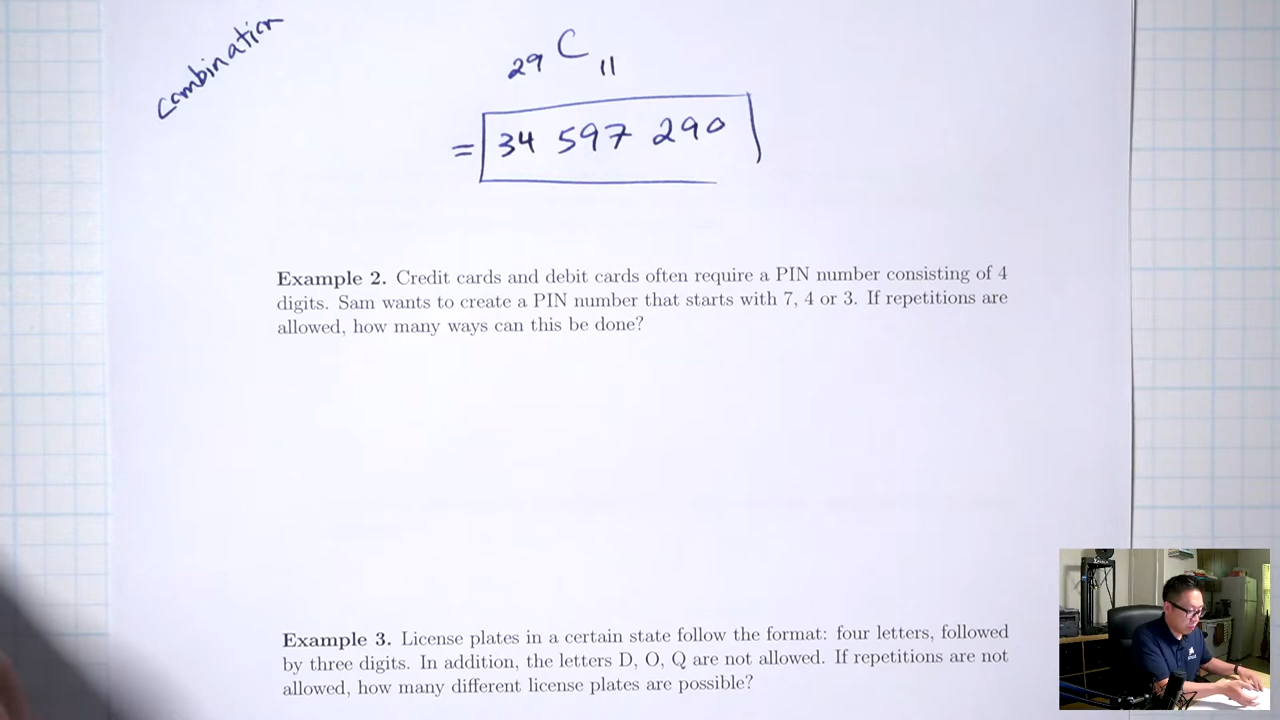 combination
29 C 11
= 34 597 290
Example 2. Credit cards and debit cards often require a PIN number consisting of 4
digits. Sam wants to create a PIN number that starts with 7, 4 or 3. If repetitions are
allowed, how many ways can this be done?
Example 3. License plates in a certain state follow the format: four letters, followed
by three digits. In addition, the letters D, O, Q are not allowed. If repetitions are not
allowed, how many different license plates are possible?